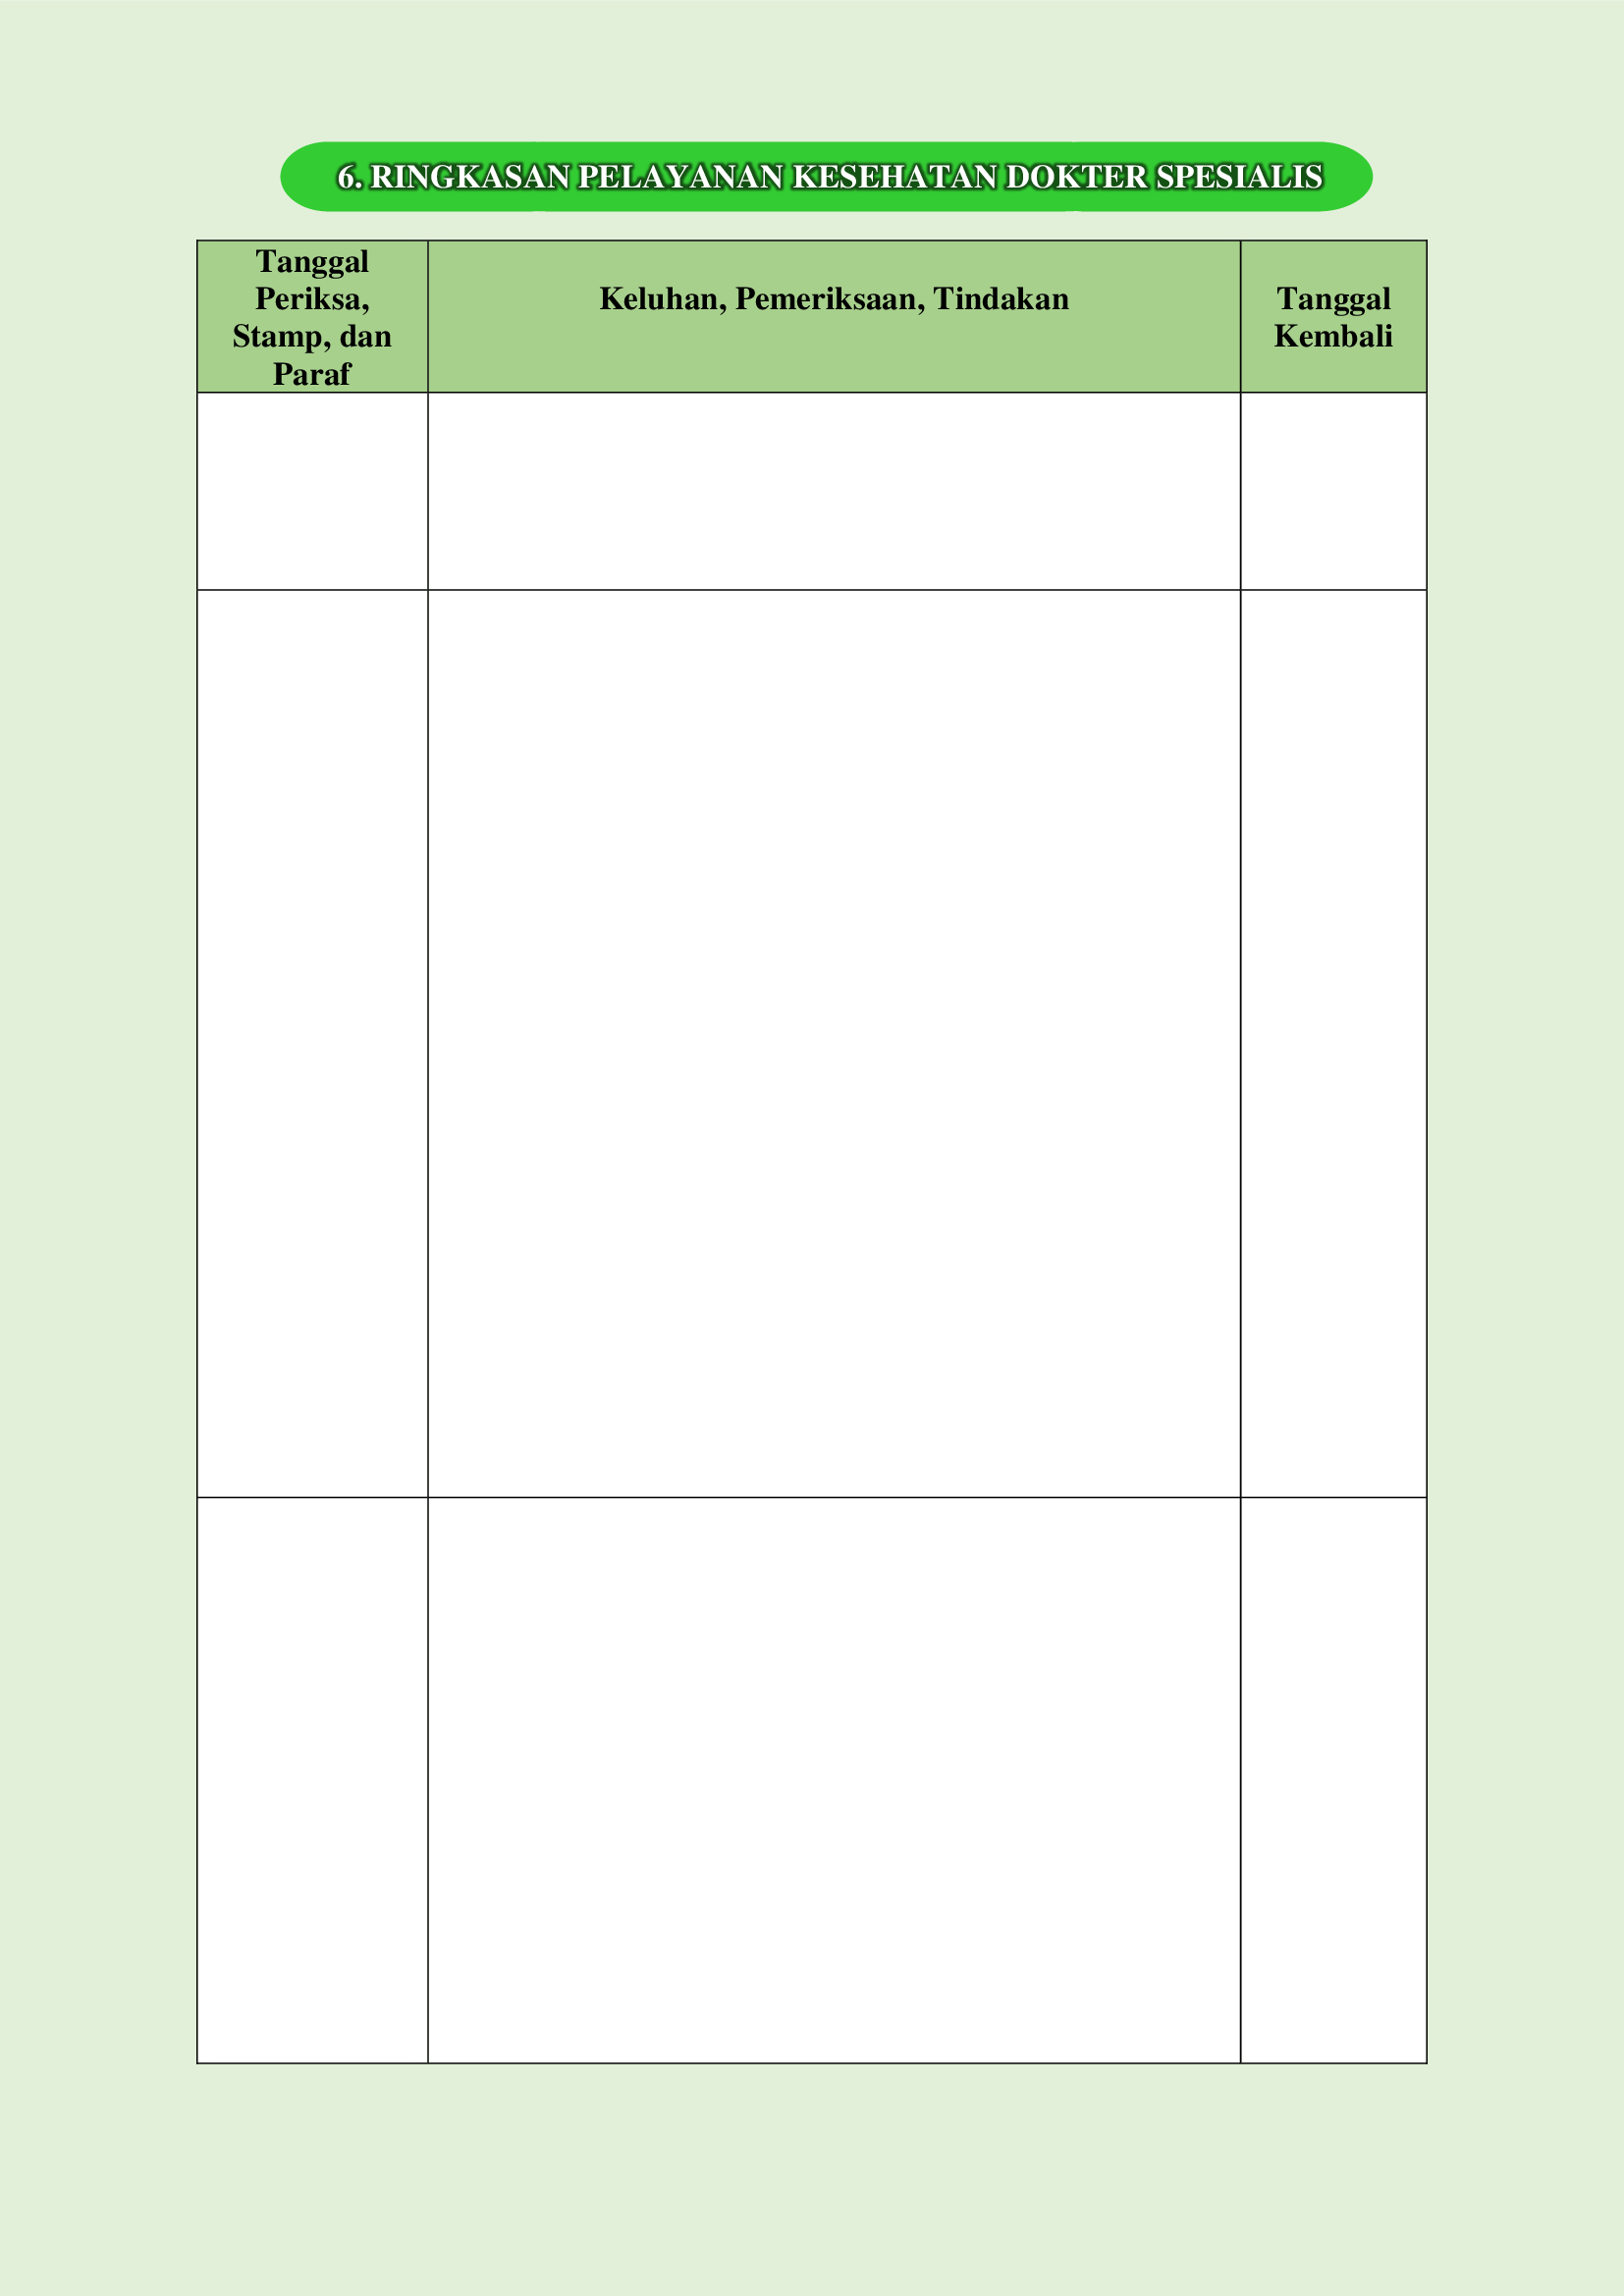 6. RINGKASAN PELAYANAN KESEHATAN DOKTER SPESIALIS
Tanggal
Periksa,
Stamp, dan
Paraf
Keluhan, Pemeriksaan, Tindakan
Tanggal
Kembali